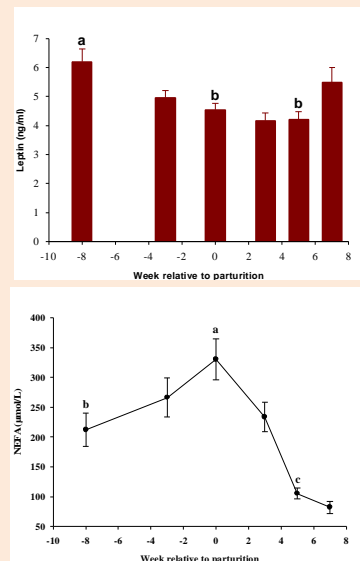 7
6
5
4
3
2
1
0
Leptin (ng/ml)
a
b
b
-10 -8 -6 -4 -2 0 2 4 6 8
Week relative to parturition
400
350
300
250
200
150
100
50
NEFA (µmol/L)
b
a
c
-10 -8 -6 -4 -2 0 2 4 6 8
Week relative to parturition